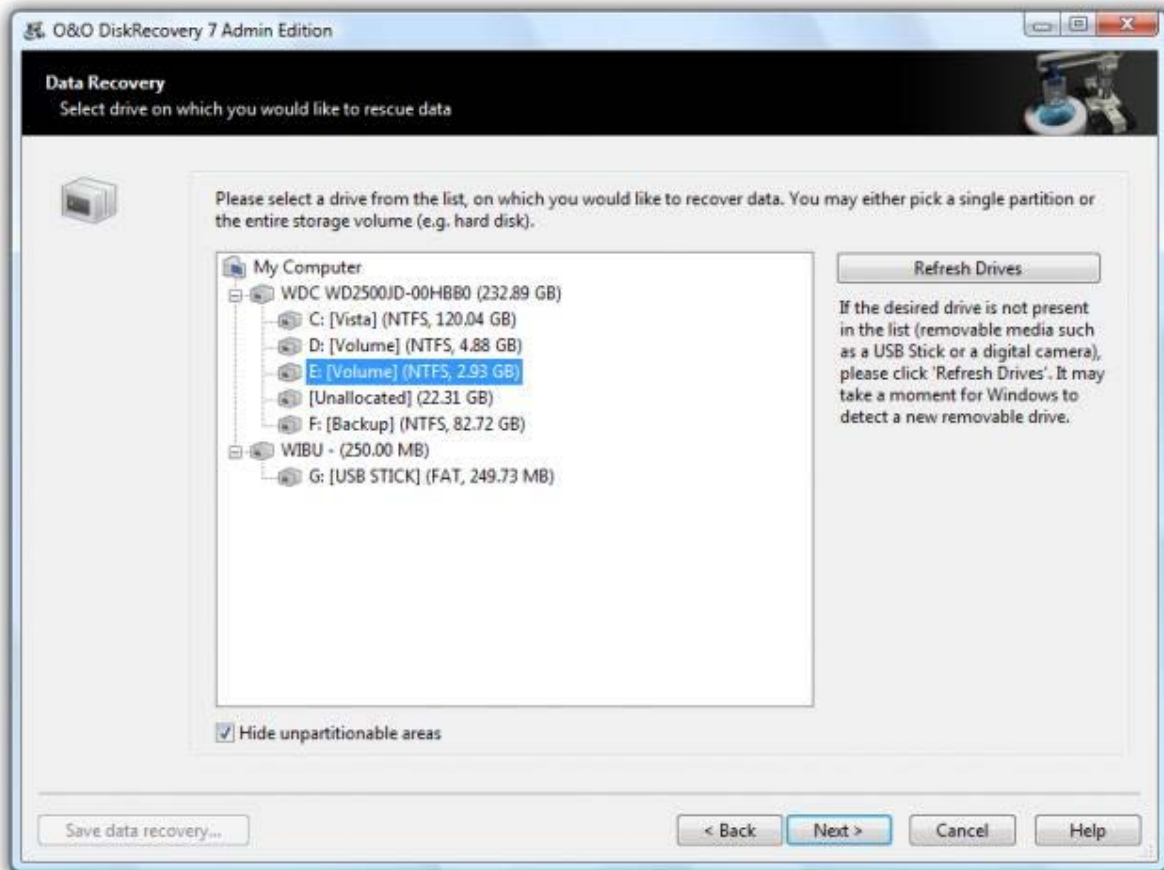 O&O DiskRecovery 7 Admin Edition
Data Recovery
Select drive on which you would like to rescue data
Please select a drive from the list, on which you would like to recover data. You may either pick a single partition or
the entire storage volume (e.g. hard disk).
My Computer
WDC WD2500JD-00HBB0 (232.89 GB)
C: [Vista] (NTFS, 120.04 GB)
D: [Volume] (NTFS, 4.88 GB)
E: [Volume] (NTFS, 2.93 GB)
[Unallocated] (22.31 GB)
F: [Backup] (NTFS, 82.72 GB)
WIBU - (250.00 MB)
G: [USB STICK] (FAT, 249.73 MB)
Refresh Drives
If the desired drive is not present
in the list (removable media such
as a USB Stick or a digital camera),
please click 'Refresh Drives'. It may
take a moment for Windows to
detect a new removable drive.
Hide unpartitionable areas
Save data recovery...
< Back
Next >
Cancel
Help